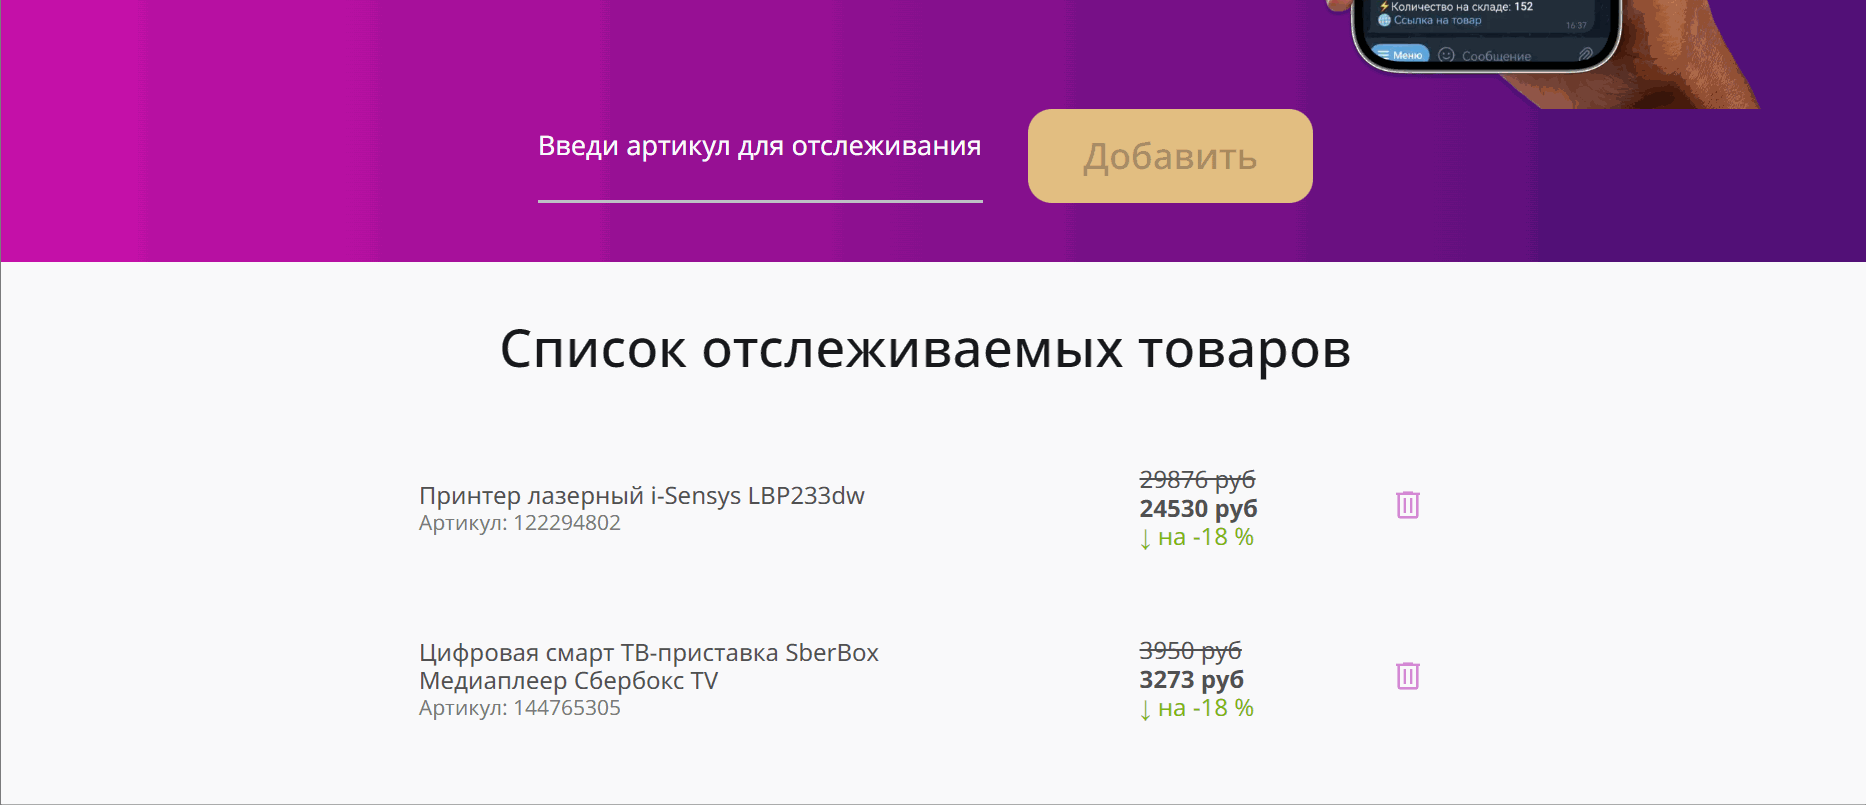 ⚡Количество на складе: 152
🌐 Ссылка на товар
16:37
Меню
Сообщение
Введи артикул для отслеживания
Добавить
Список отслеживаемых товаров
Принтер лазерный i-Sensys LBP233dw
Артикул: 122294802
29876 руб
24530 руб
↓ на -18 %
Цифровая смарт ТВ-приставка SberBox
Медиаплеер Сбербокс TV
Артикул: 144765305
3950 руб
3273 руб
↓ на -18 %